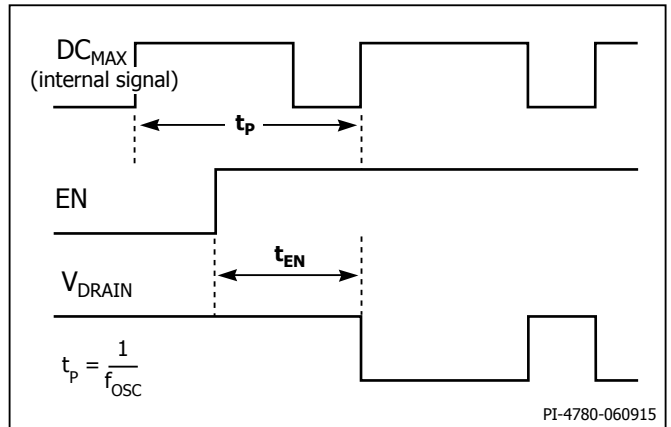 DCMAX
(internal signal)
tP
EN
tEN
VDRAIN
tP = 1/fOSC
PI-4780-060915